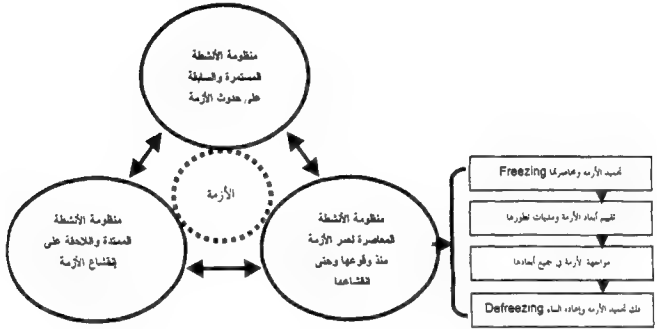 منظومة الأنشطة
المستمرة والسابقة
على حدوث الأزمة
الأزمة
منظومة الأنشطة
المعاصرة لعمر الأزمة
منذ وقوعها وحتى
انقشاعها
منظومة الأنشطة
الممتدة واللاحقة على
إنقشاع الأزمة
تجميد الأزمة ومحاصرتها Freezing
تقييم أبعاد الأزمة ومديات تطورها
مواجهة الأزمة في جميع أبعادها
فك تجميد الأزمة وإعادة البناء Defreezing